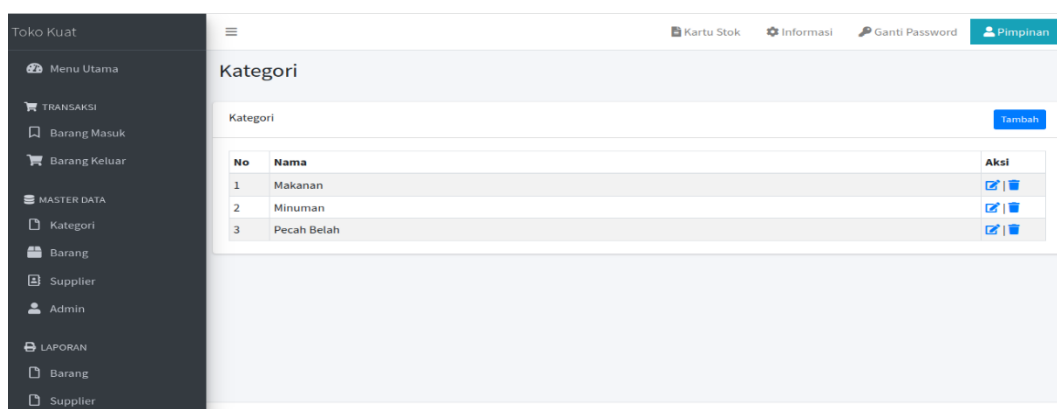 Toko Kuat
Kartu Stok Informasi Ganti Password Pimpinan
Menu Utama
TRANSAKSI
Barang Masuk
Barang Keluar
MASTER DATA
Kategori
Barang
Supplier
Admin
LAPORAN
Barang
Supplier
Kategori
Kategori Tambah
No Nama Aksi
1 Makanan |
2 Minuman |
3 Pecah Belah |